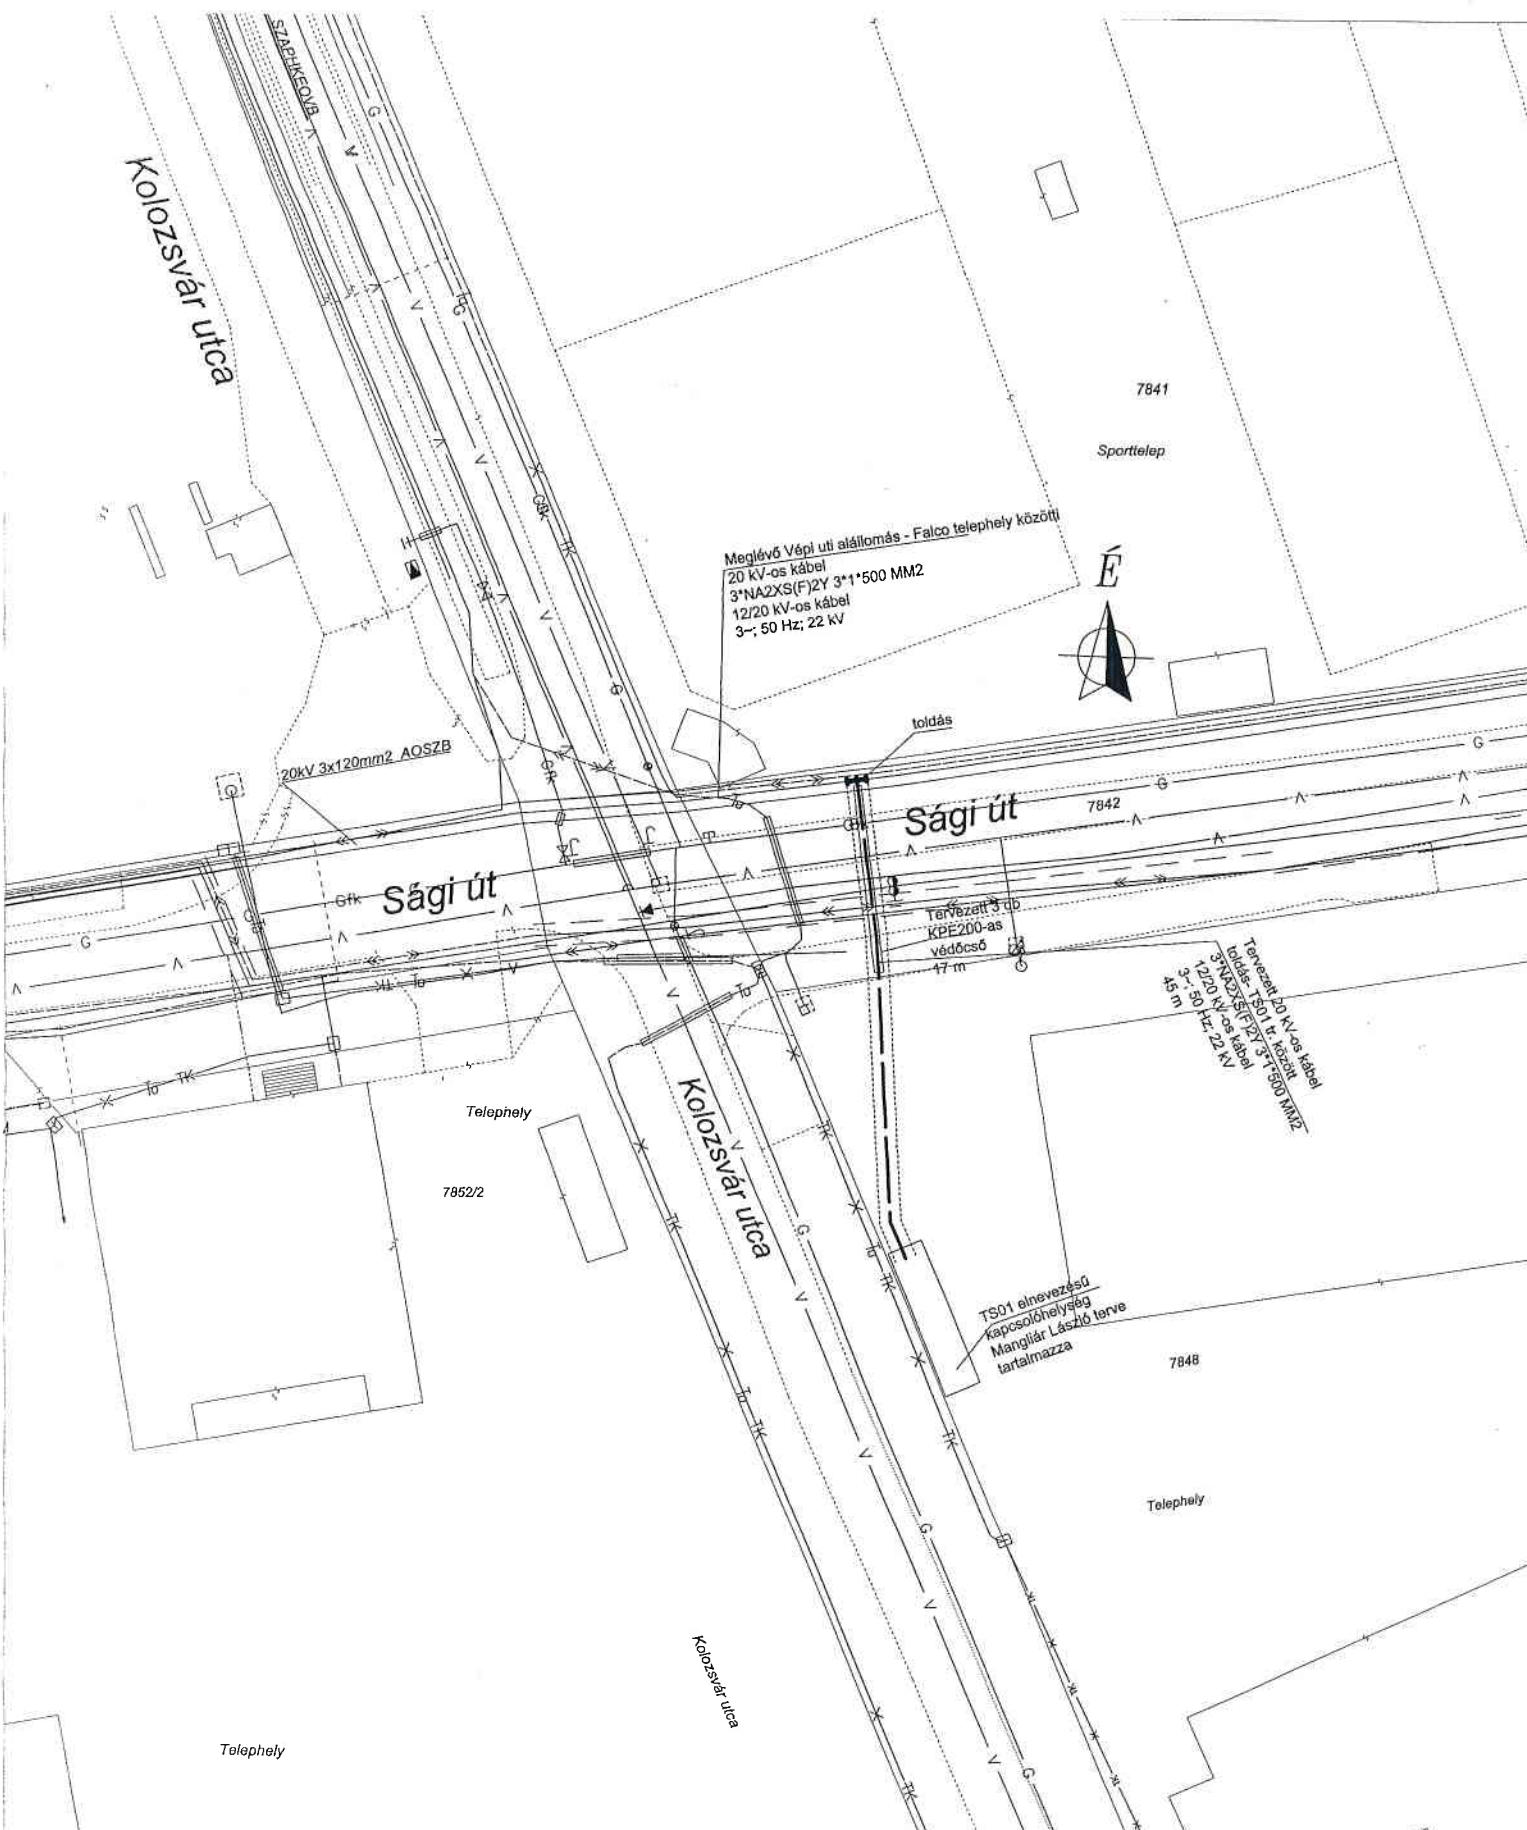 SZAPHKEOVB
G
Kolozsvár utca
7841
Sporttelep
Meglévő Vépi uti alállomás - Falco telephely közötti
20 kV-os kábel
3*NA2XS(F)2Y 3*1*500 MM2
12/20 kV-os kábel
3~; 50 Hz; 22 kV
É
toldás
20kV 3x120mm2 AOSZB
Sági út
7842
Gfk
Sági út
Gfk
G
Tervezett 3 db
KPE200-as
védőcső
17 m
Tervezett 20 kV-os kábel
toldás- TS01 tr. között
3*NA2XS(F)2Y 3*1*500 MM2
12/20 kV-os kábel
3~; 50 Hz; 22 kV
45 m
To TK
Telephely
7852/2
Kolozsvár utca
TS01 elnevezésű
kapcsolóhelység
Mangliár László terve
tartalmazza
7848
Telephely
Kolozsvár utca
Telephely